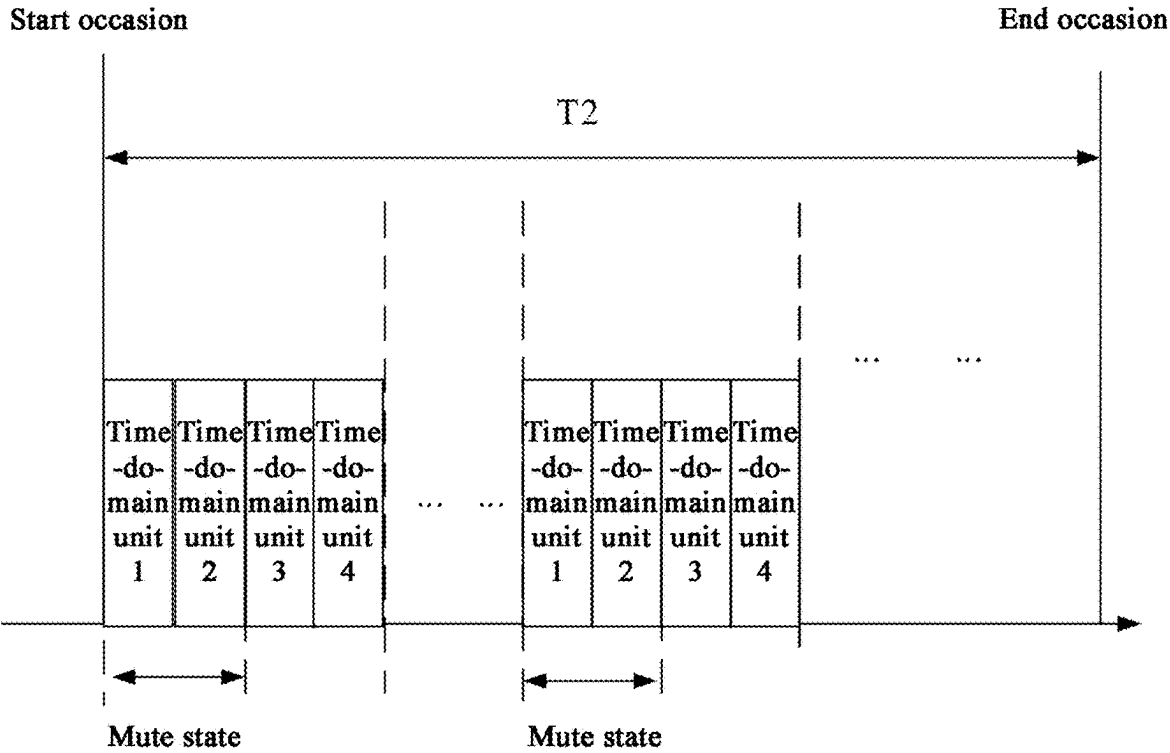 Start occasion
End occasion
T2
... ...
Time
-do-
main
unit
1
Time
-do-
main
unit
2
Time
-do-
main
unit
3
Time
-do-
main
unit
4
... ...
Time
-do-
main
unit
1
Time
-do-
main
unit
2
Time
-do-
main
unit
3
Time
-do-
main
unit
4
Mute state
Mute state